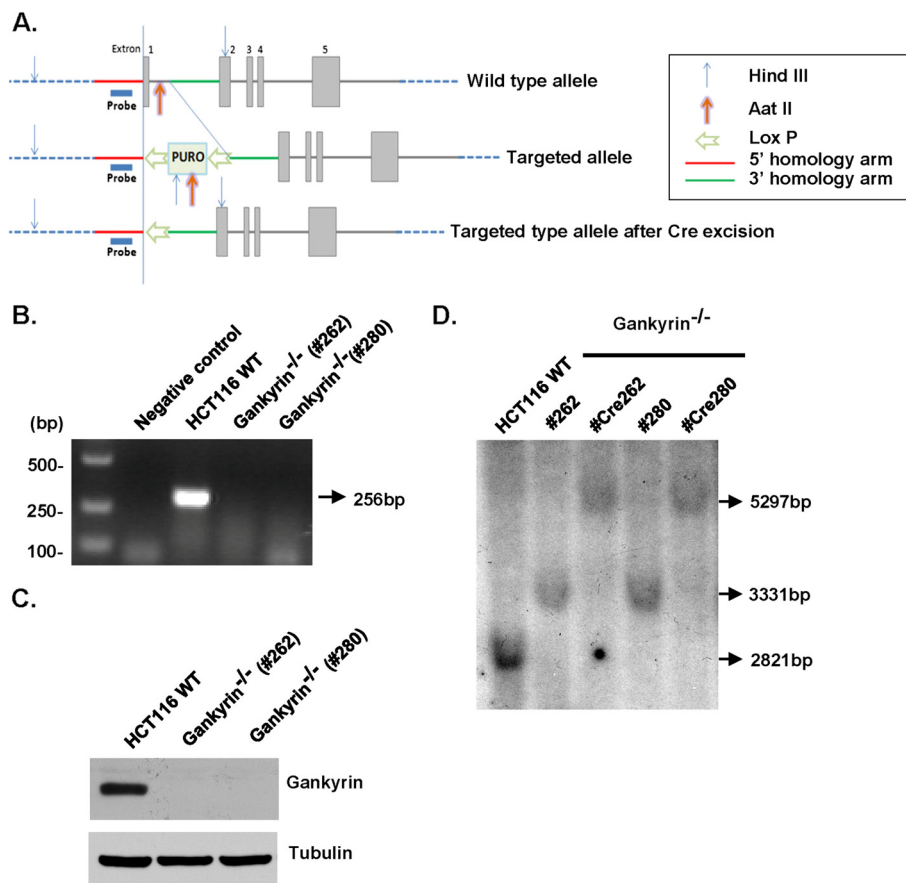 A.
Extron 1 2 3 4 5
Probe
Wild type allele
PURO
Probe
Targeted allele
Probe
Targeted type allele after Cre excision
Hind III
Aat II
Lox P
5' homology arm
3' homology arm
B.
(bp)
Negative control
HCT116 WT
Gankyrin-/- (#262)
Gankyrin-/- (#280)
500-
250-
100-
256bp
C.
HCT116 WT
Gankyrin-/- (#262)
Gankyrin-/- (#280)
Gankyrin
Tubulin
D.
Gankyrin-/-
HCT116 WT
#262
#Cre262
#280
#Cre280
5297bp
3331bp
2821bp